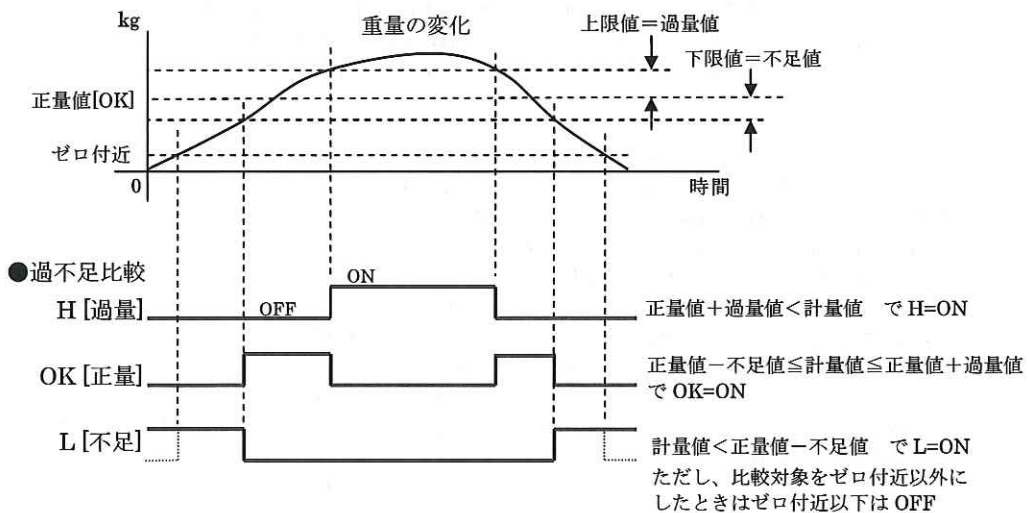 kg
重量の変化
上限値＝過量値
下限値＝不足値
正量値[OK]
ゼロ付近
0
時間
●過不足比較
ON
H [過量]
OFF
正量値＋過量値＜計量値　で H=ON
OK [正量]
正量値－不足値≦計量値≦正量値＋過量値
で OK=ON
L [不足]
計量値＜正量値－不足値　で L=ON
ただし、比較対象をゼロ付近以外に
したときはゼロ付近以下は OFF